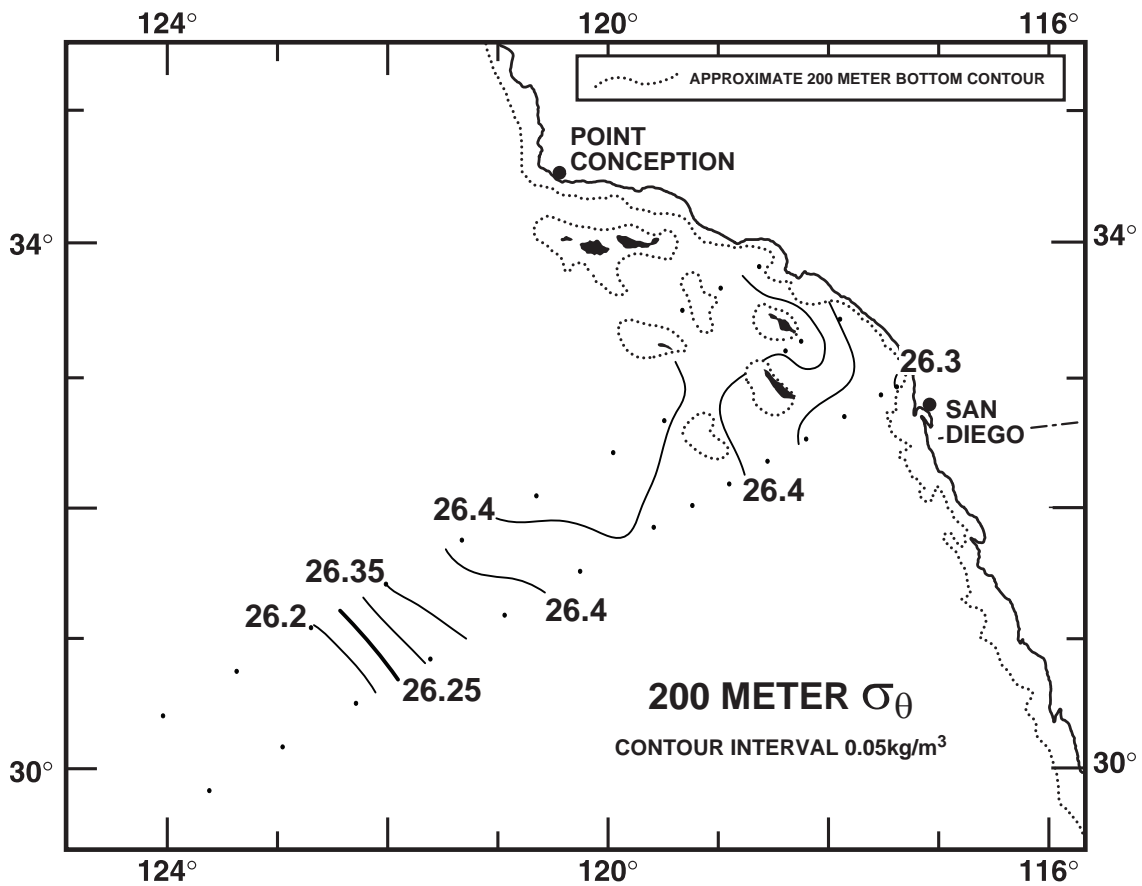 124°
120°
116°
APPROXIMATE 200 METER BOTTOM CONTOUR
POINT
CONCEPTION
34°
34°
26.3
SAN
DIEGO
26.4
26.4
26.35
26.4
26.2
26.25
200 METER σθ
CONTOUR INTERVAL 0.05kg/m³
30°
30°
124°
120°
116°